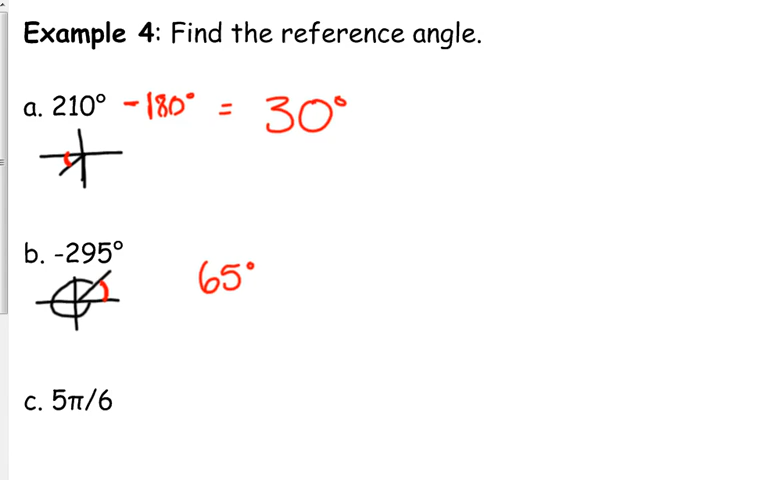 Example 4: Find the reference angle.
a. 210° -180° = 30°
b. -295° 65°
c. 5π/6